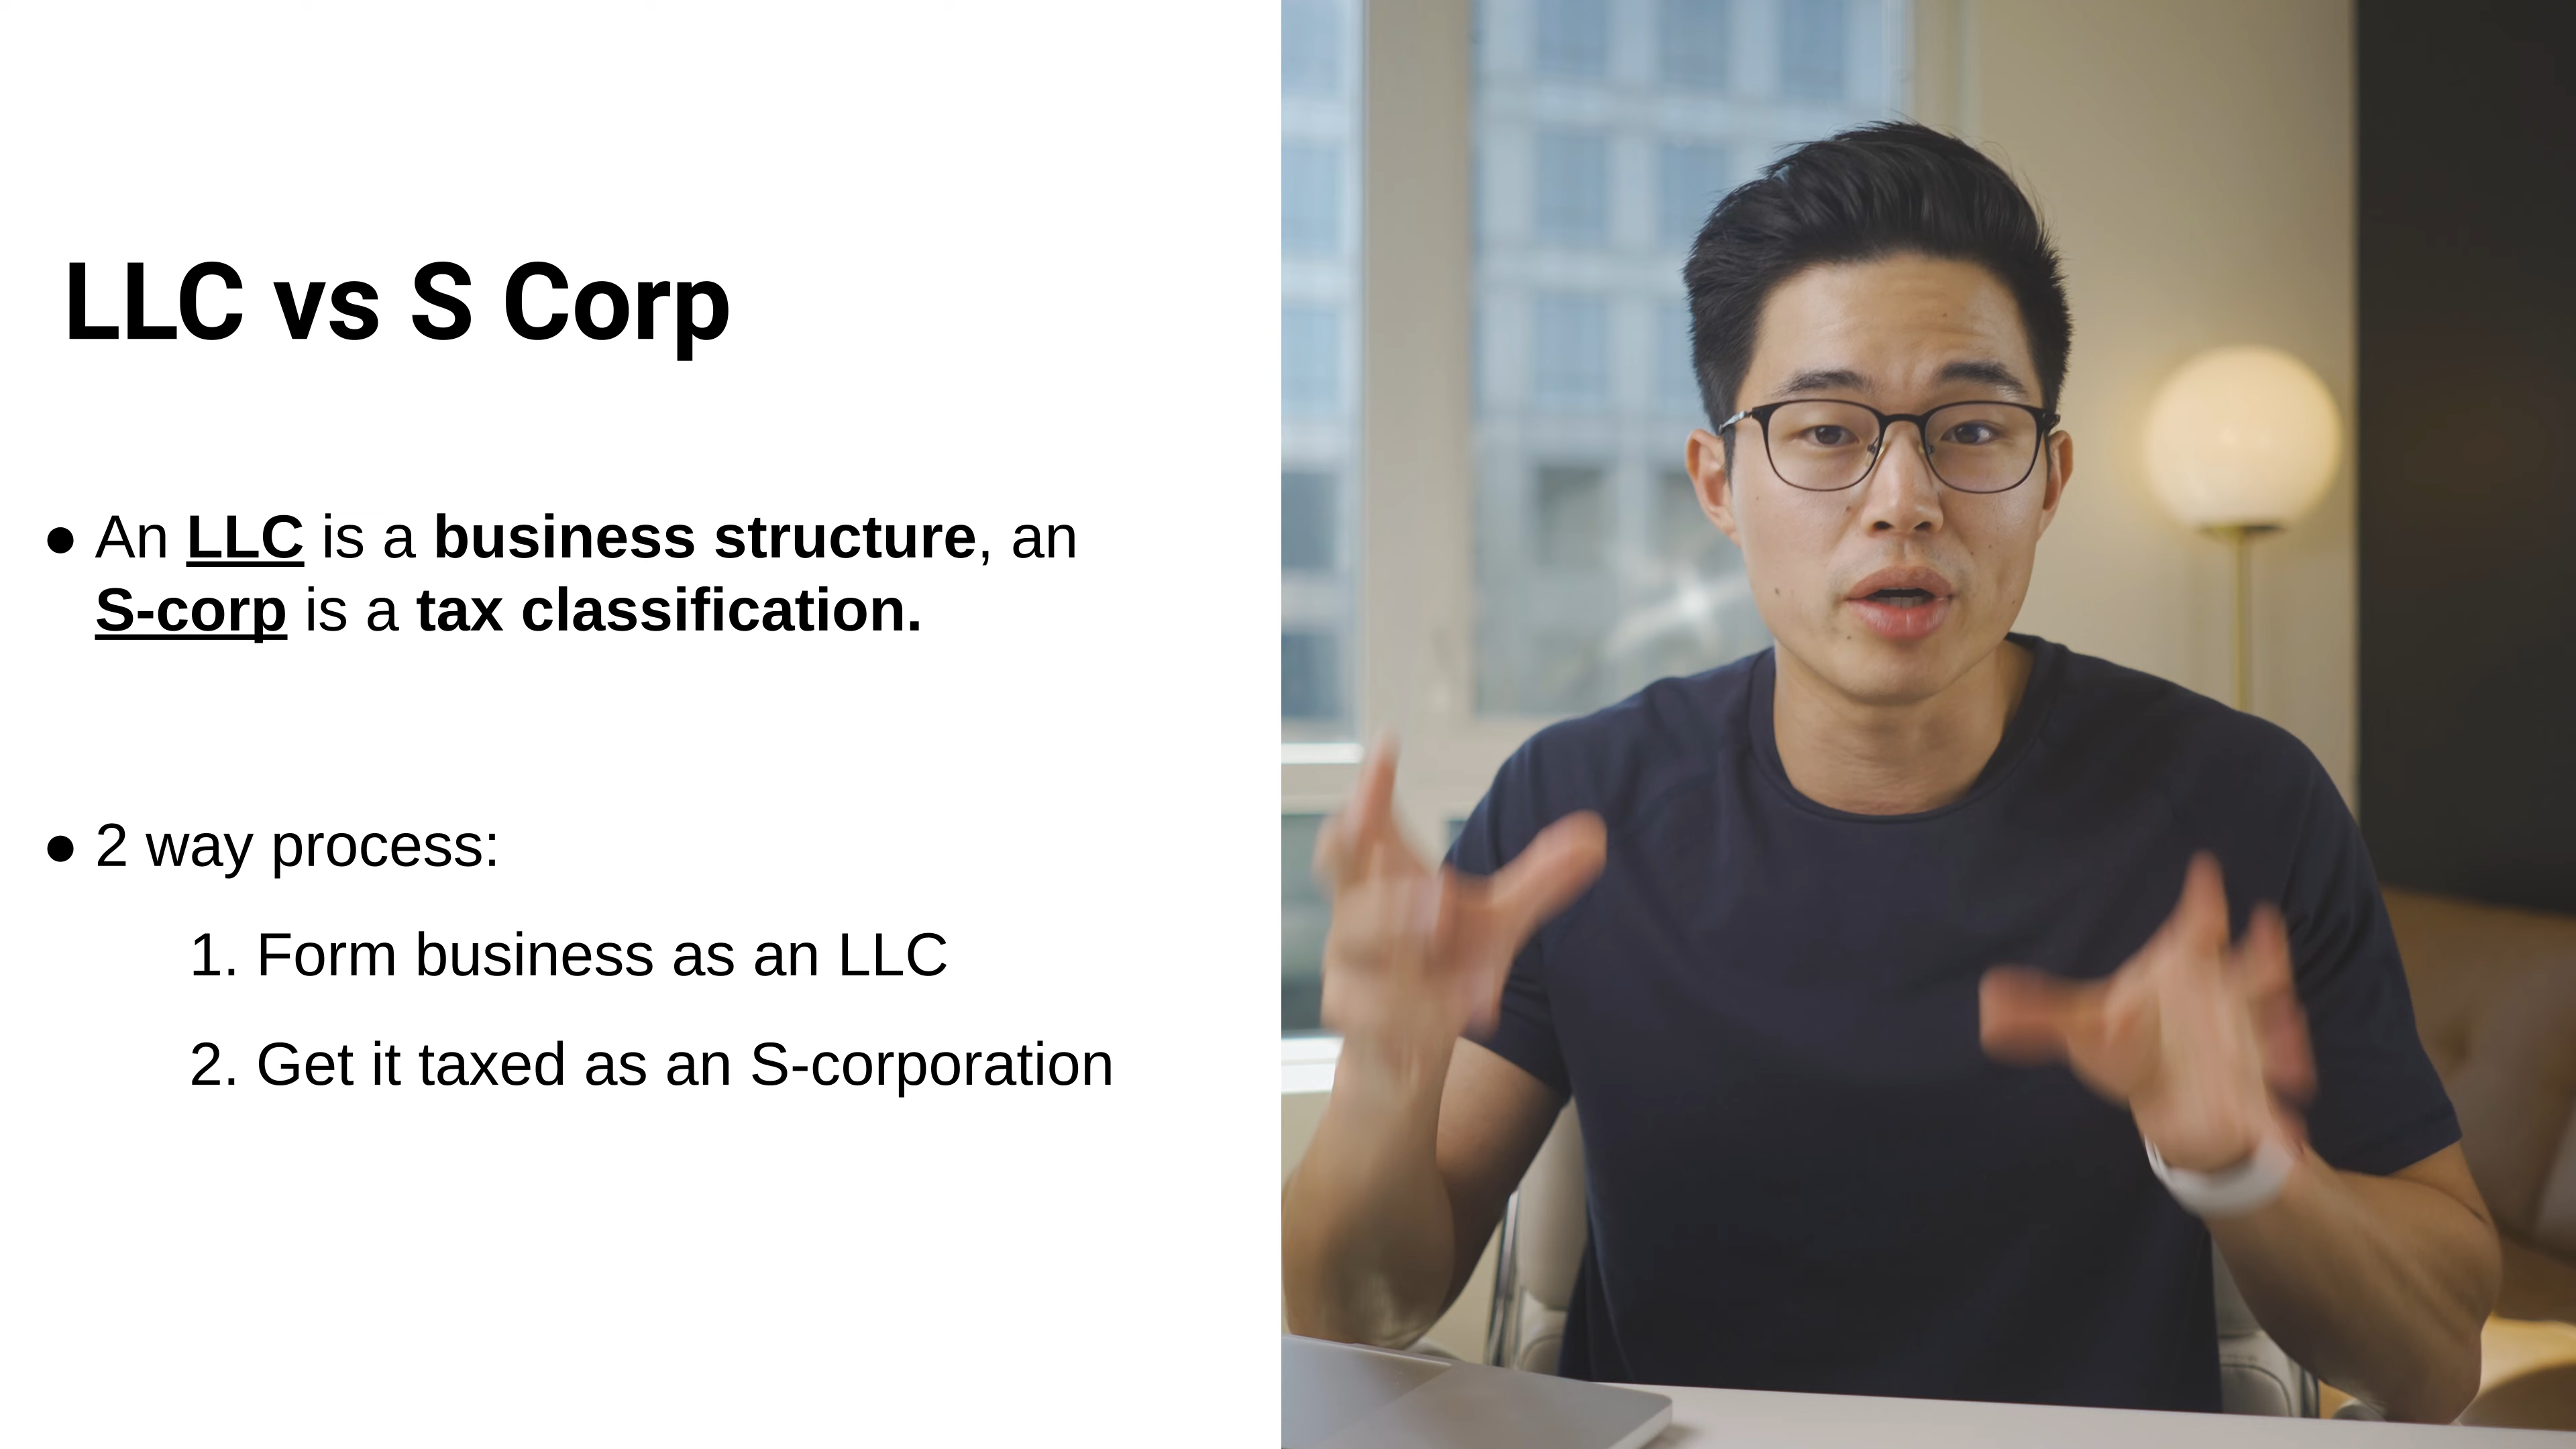 LLC vs S Corp
● An LLC is a business structure, an
S-corp is a tax classification.
● 2 way process:
1. Form business as an LLC
2. Get it taxed as an S-corporation